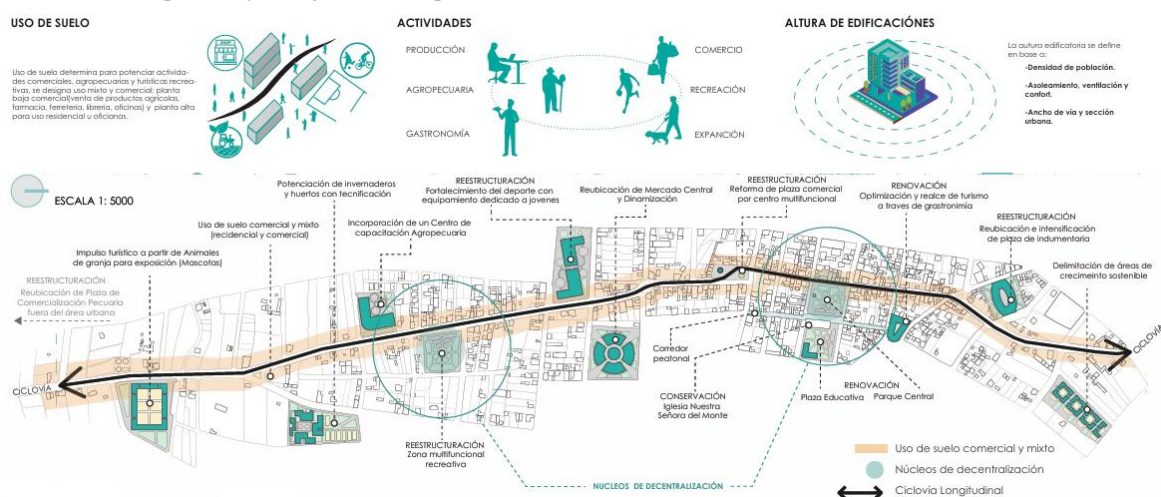 USO DE SUELO
Uso de suelo determina para potenciar activida-
des comerciales, agropecuarias y turísticas recrea-
tivas, se designa uso mixto y comercial: planta
baja comercial(venta de productos agrícolas,
farmacia, ferreteria, libreria, oficinas) y planta alta
para uso residencial u oficianas.
ACTIVIDADES
PRODUCCIÓN
AGROPECUARIA
GASTRONOMÍA
COMERCIO
RECREACIÓN
EXPANCIÓN
ALTURA DE EDIFICACIÓNES
La autura edificatoria se define
en base a:
-Densidad de población.
-Asoleamiento, ventilación y
confort.
-Ancho de vía y sección
urbana.
ESCALA 1: 5000
REESTRUCTURACIÓN
Reubicación de Plaza de
Comercialización Pecuaria
fuera del área urbana
Impulso turístico a partir de Animales
de granja para exposición (Mascotas)
Uso de suelo comercial y mixto
(recidencial y comercial)
Potenciación de invernaderos
y huertos con tecnificación
Incorporación de un Centro de
capacitación Agropecuaria
REESTRUCTURACIÓN
Fortalecimiento del deporte con
equipamiento dedicado a jovenes
Reubicación de Mercado Central
y Dinamización
REESTRUCTURACIÓN
Reforma de plaza comercial
por centro multifuncional
RENOVACIÓN
Optimización y realce de turismo
a traves de grastronimía
REESTRUCTURACIÓN
Reubicación e intensificación
de plaza de indumentaria
Delimitación de áreas de
crecimeinto sostenible
CICLOVÍA
CICLOVÍA
REESTRUCTURACIÓN
Zona multifuncional
recreativa
Corredor
peatonal
CONSERVACIÓN
Iglesia Nuestra
Señora del Monte
Plaza Educativa
RENOVACIÓN
Parque Central
NUCLEOS DE DECENTRALIZACIÓN
Uso de suelo comercial y mixto
Núcleos de decentralización
Ciclovía Longitudinal